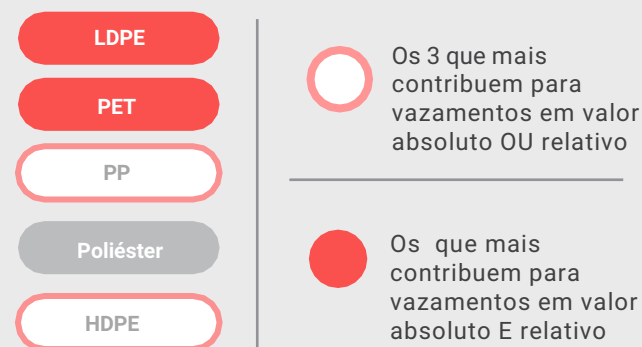 LDPE
PET
PP
Poliéster
HDPE
Os 3 que mais
contribuem para
vazamentos em valor
absoluto OU relativo
Os que mais
contribuem para
vazamentos em valor
absoluto E relativo